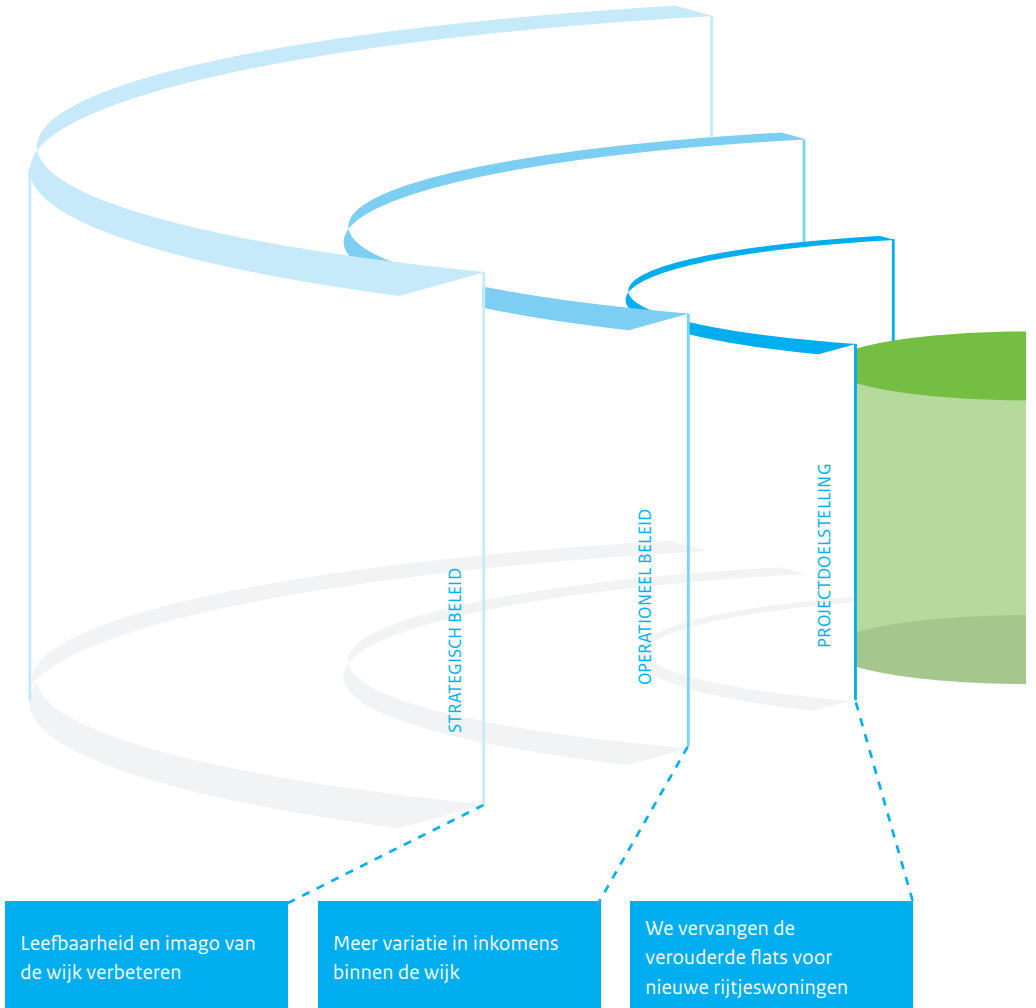 STRATEGISCH BELEID
OPERATIONEEL BELEID
PROJECTDOELSTELLING
Leefbaarheid en imago van
de wijk verbeteren
Meer variatie in inkomens
binnen de wijk
We vervangen de
verouderde flats voor
nieuwe rijtjeswoningen